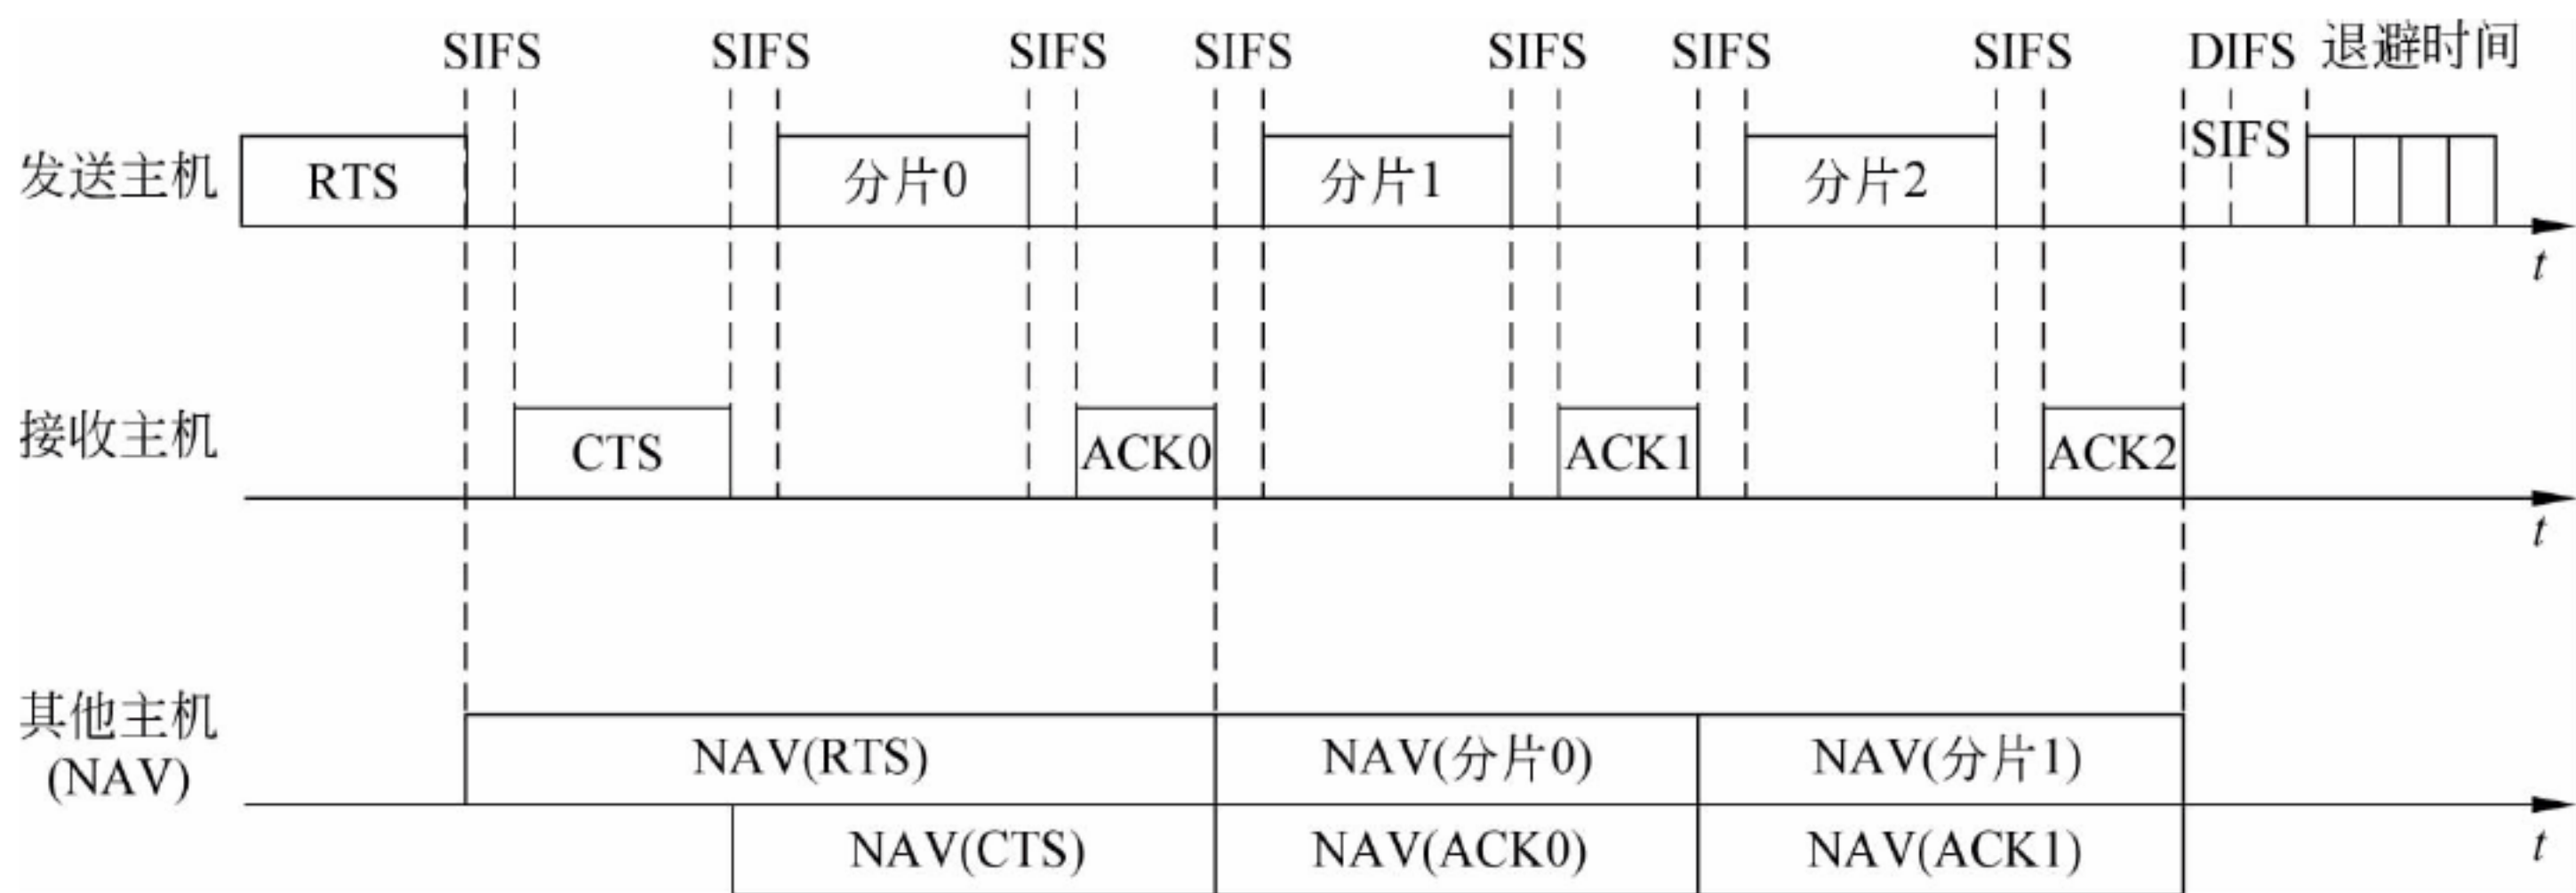 SIFS SIFS SIFS SIFS SIFS SIFS SIFS DIFS 退避时间
SIFS
发送主机 RTS 分片0 分片1 分片2
t
接收主机 CTS ACK0 ACK1 ACK2
t
其他主机
(NAV)
NAV(RTS) NAV(分片0) NAV(分片1)
NAV(CTS) NAV(ACK0) NAV(ACK1)
t